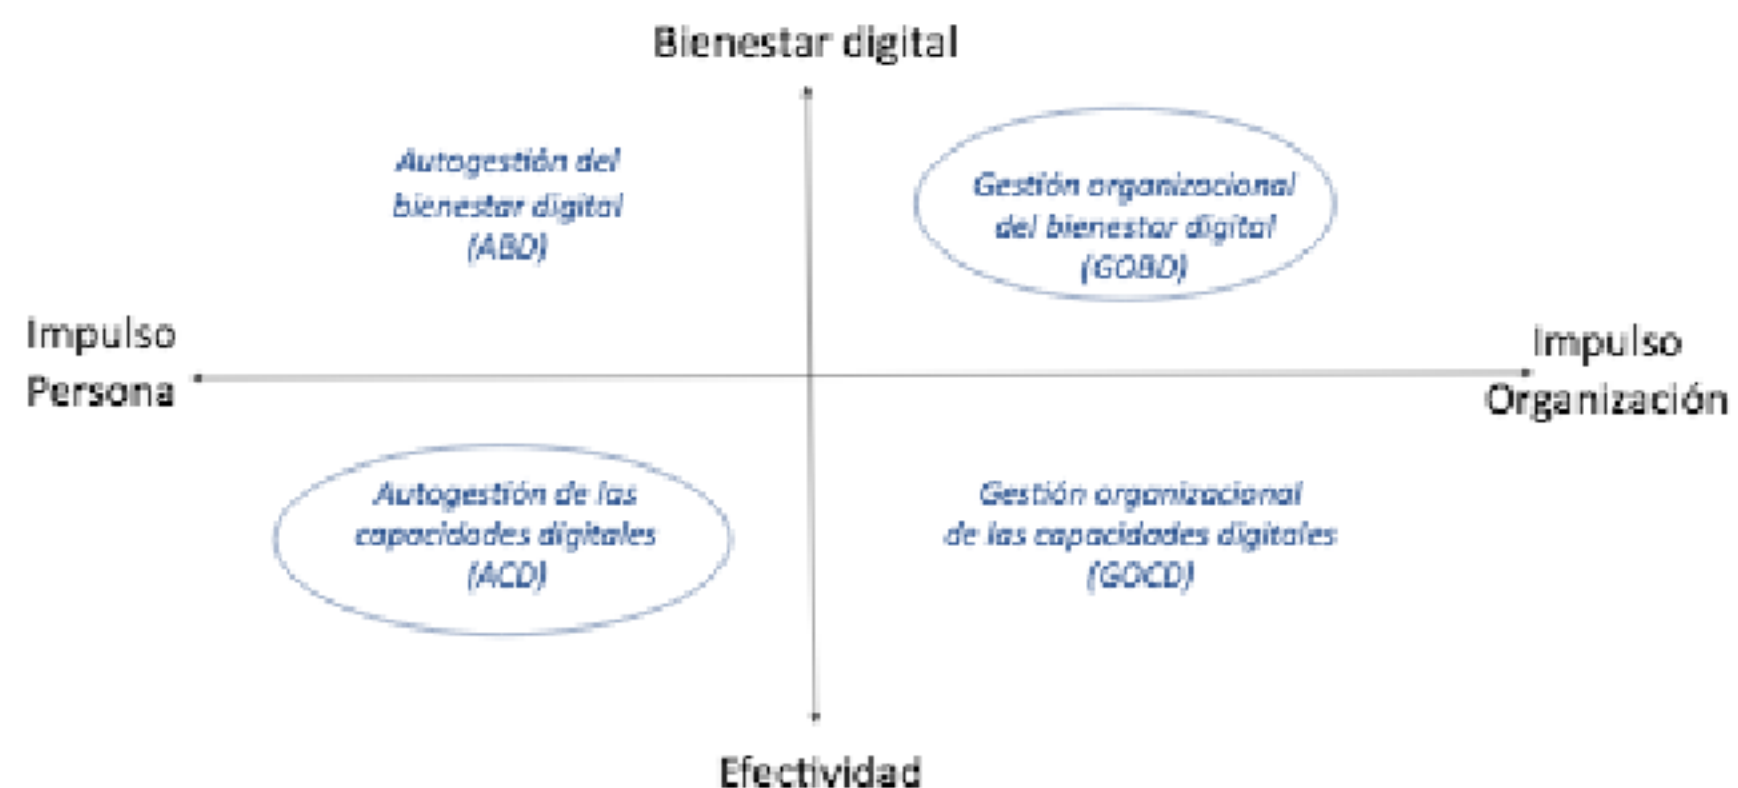 Bienestar digital
Autogestión del
bienestar digital
(ABD)
Gestión organizacional
del bienestar digital
(GOBD)
Impulso
Persona
Impulso
Organización
Autogestión de las
capacidades digitales
(ACD)
Gestión organizacional
de las capacidades digitales
(GOCD)
Efectividad